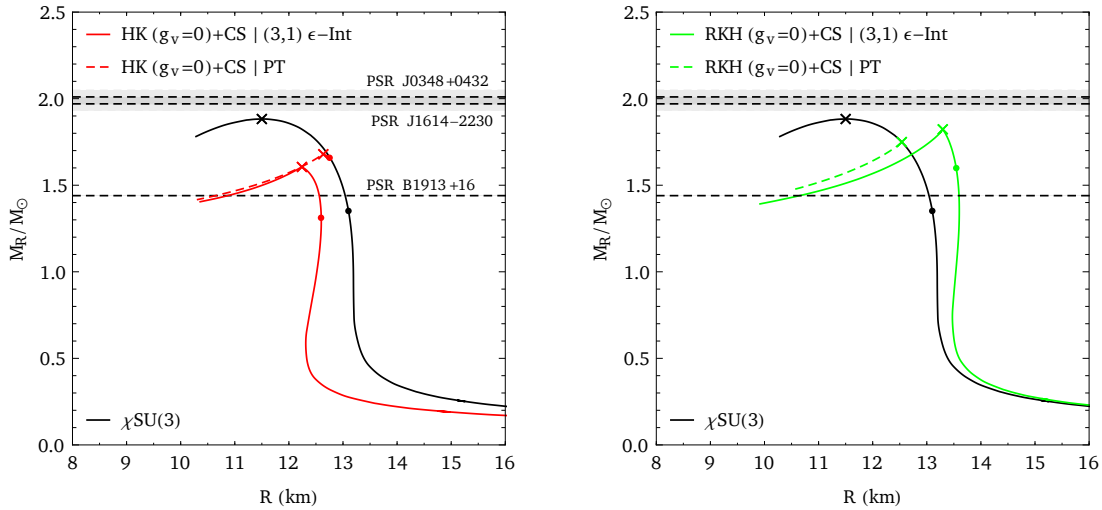 HK (gᵥ=0)+CS | (3,1) ϵ−Int
HK (gᵥ=0)+CS | PT
PSR J0348+0432
PSR J1614−2230
PSR B1913+16
χSU(3)
M_R/M_⊙
2.5
2.0
1.5
1.0
0.5
0.0
8 9 10 11 12 13 14 15 16
R (km)
RKH (gᵥ=0)+CS | (3,1) ϵ−Int
RKH (gᵥ=0)+CS | PT
χSU(3)
M_R/M_⊙
2.5
2.0
1.5
1.0
0.5
0.0
8 9 10 11 12 13 14 15 16
R (km)